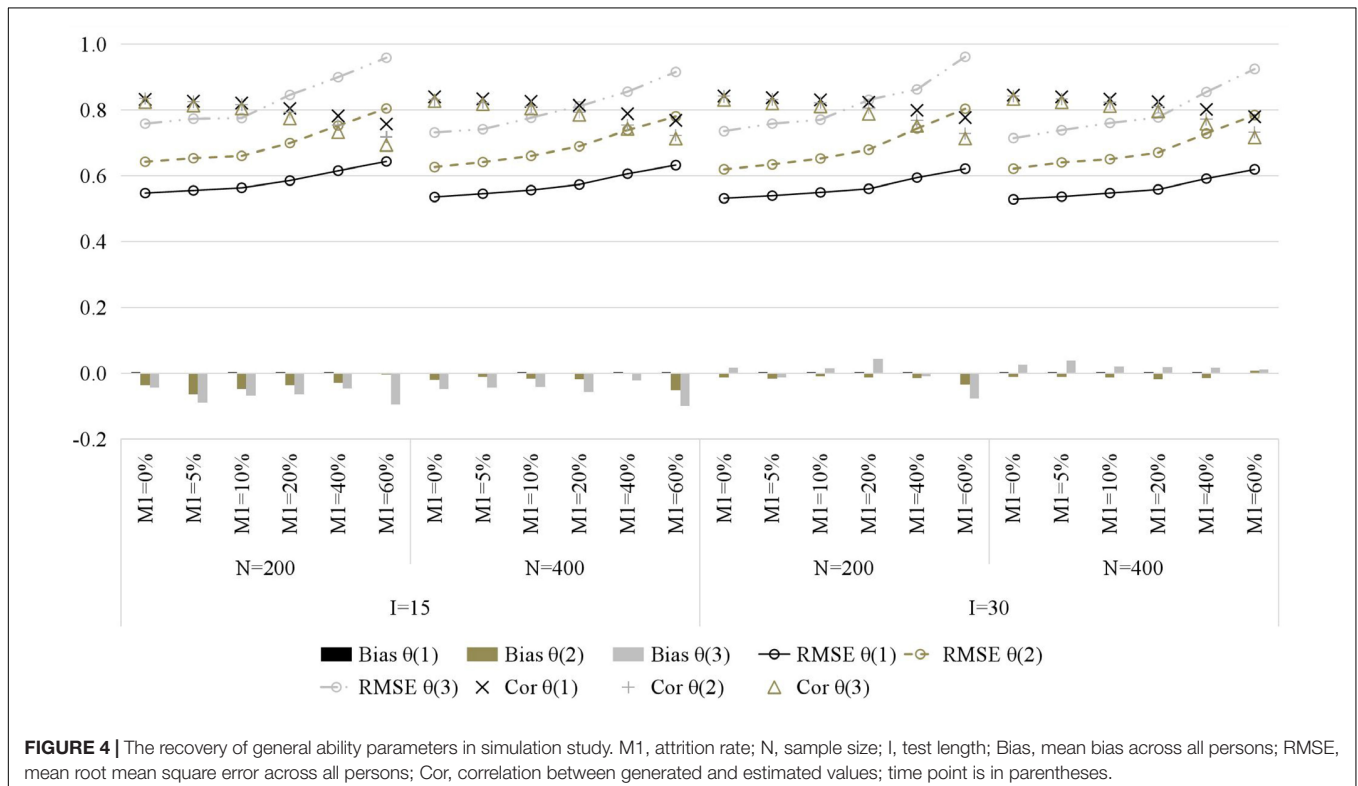 1.0
0.8
0.6
0.4
0.2
0.0
-0.2
M1=0% M1=5% M1=10% M1=20% M1=40% M1=60% M1=0% M1=5% M1=10% M1=20% M1=40% M1=60% M1=0% M1=5% M1=10% M1=20% M1=40% M1=60% M1=0% M1=5% M1=10% M1=20% M1=40% M1=60%
N=200 N=400 N=200 N=400
I=15 I=30
Bias θ(1) Bias θ(2) Bias θ(3) RMSE θ(1) RMSE θ(2)
RMSE θ(3) Cor θ(1) Cor θ(2) Cor θ(3)
FIGURE 4 | The recovery of general ability parameters in simulation study. M1, attrition rate; N, sample size; I, test length; Bias, mean bias across all persons; RMSE,
mean root mean square error across all persons; Cor, correlation between generated and estimated values; time point is in parentheses.